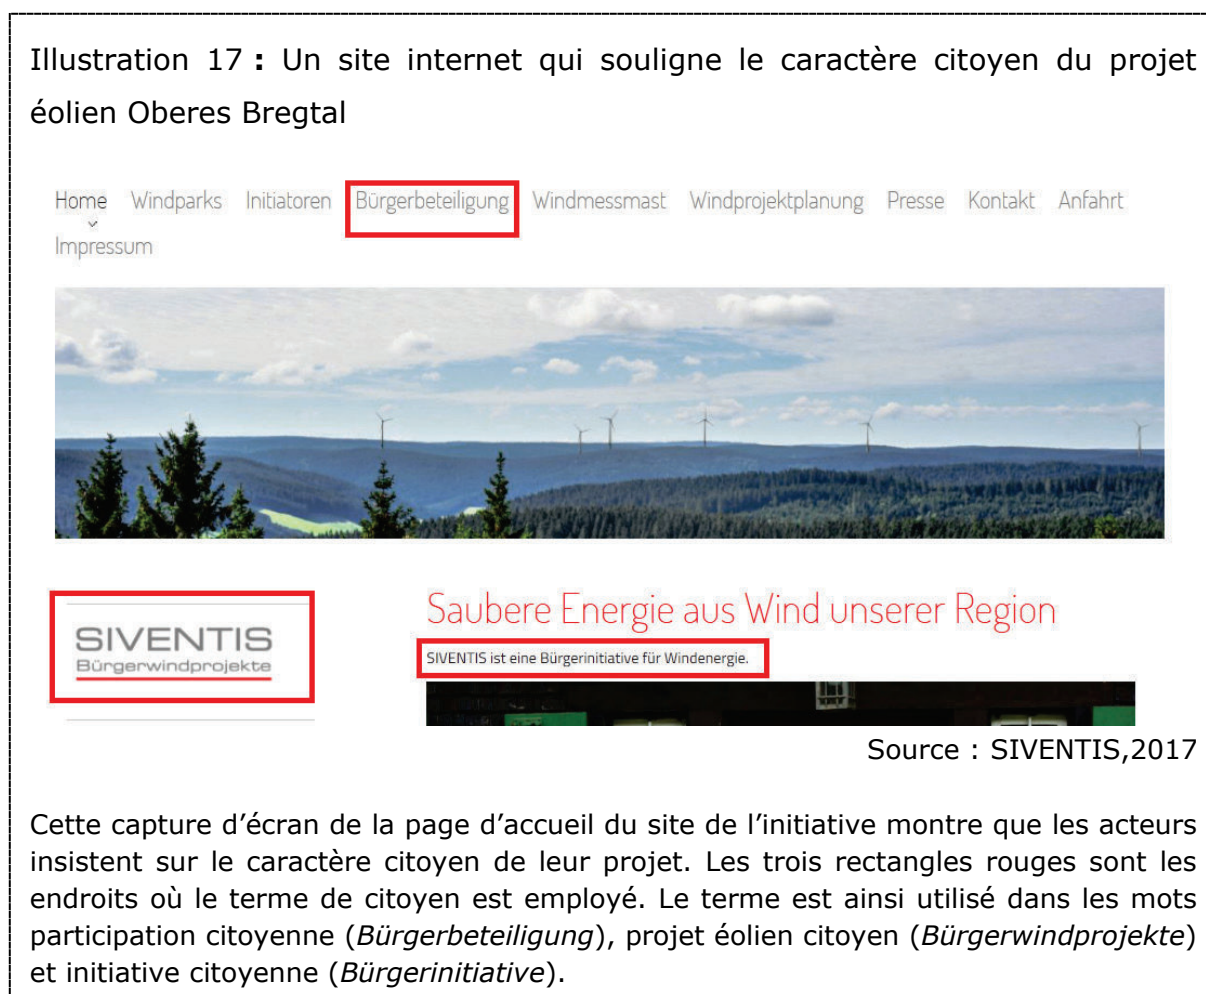 Illustration 17 : Un site internet qui souligne le caractère citoyen du projet
éolien Oberes Bregtal
Home Windparks Initiatoren Bürgerbeteiligung Windmessmast Windprojektplanung Presse Kontakt Anfahrt
Impressum
SIVENTIS
Bürgerwindprojekte
Saubere Energie aus Wind unserer Region
SIVENTIS ist eine Bürgerinitiative für Windenergie.
Source : SIVENTIS,2017
Cette capture d’écran de la page d’accueil du site de l’initiative montre que les acteurs
insistent sur le caractère citoyen de leur projet. Les trois rectangles rouges sont les
endroits où le terme de citoyen est employé. Le terme est ainsi utilisé dans les mots
participation citoyenne (Bürgerbeteiligung), projet éolien citoyen (Bürgerwindprojekte)
et initiative citoyenne (Bürgerinitiative).